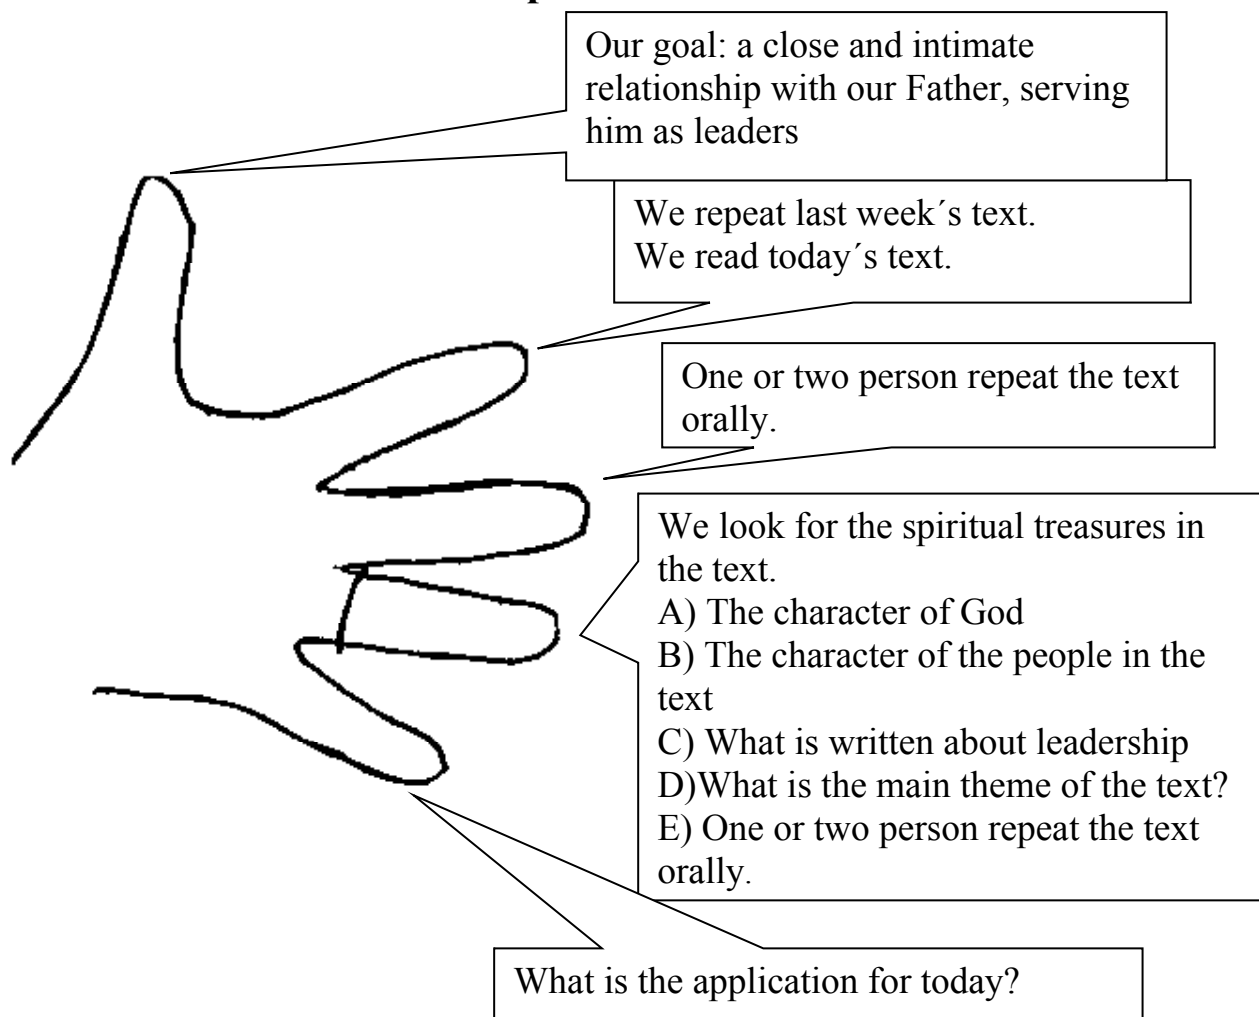 Our goal: a close and intimate
relationship with our Father, serving
him as leaders
We repeat last week´s text.
We read today´s text.
One or two person repeat the text
orally.
We look for the spiritual treasures in
the text.
A) The character of God
B) The character of the people in the
text
C) What is written about leadership
D)What is the main theme of the text?
E) One or two person repeat the text
orally.
What is the application for today?